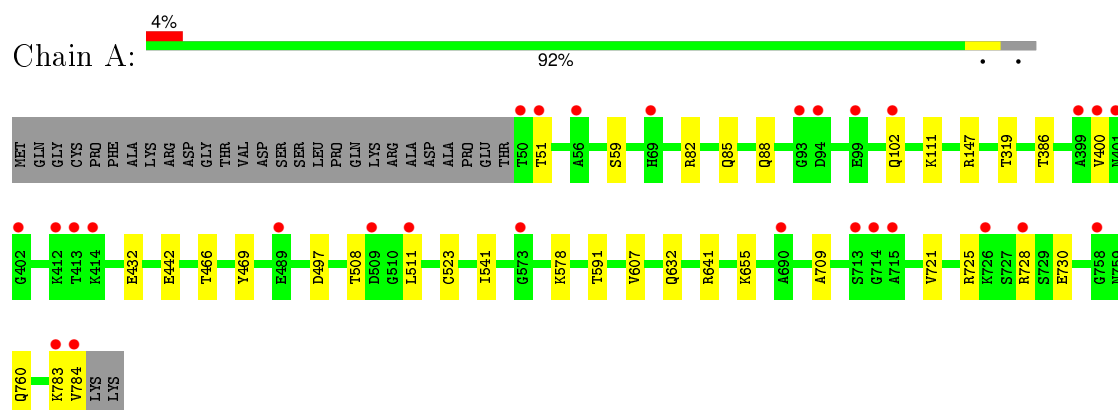 4%
Chain A:
92%
MET GLN GLY CYS PRO PHE ALA LYS ARG ASP GLY THR VAL ASP SER SER LEU PRO GLN LYS ARG ALA ASP ALA PRO GLU THR T50 T51 A56 S59 H69 R82 Q85 Q88 G93 D94 E99 Q102 K111 R147 T319 T386 A399 V400 N401
G402 K412 T413 K414 E432 E442 T466 Y469 E489 D497 T508 D509 G510 L511 C523 I541 G573 K578 T591 V607 Q632 R641 K655 A690 A709 S713 G714 A715 V721 R725 K726 S727 R728 S729 E730 G758 N759
Q760 K783 V784 LYS LYS